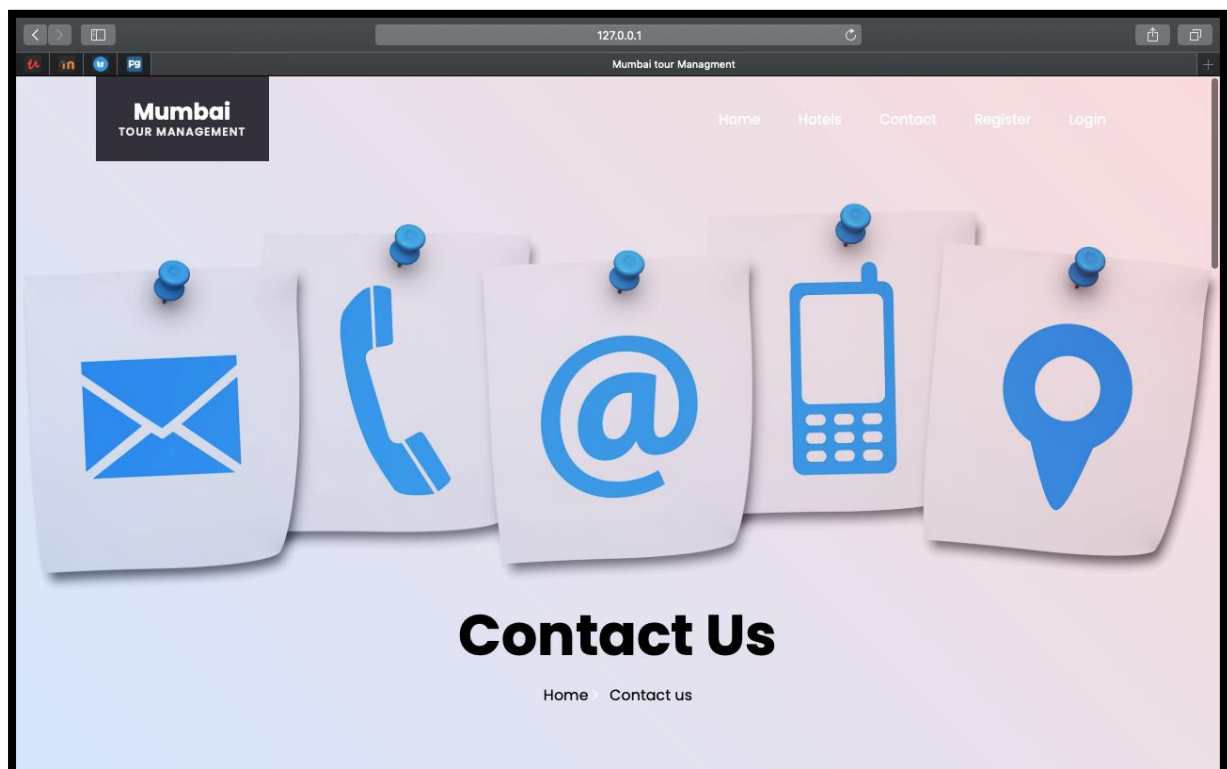 127.0.0.1
Mumbai tour Managment
Mumbai
TOUR MANAGEMENT
Home Hotels Contact Register Login
@
Contact Us
Home > Contact us